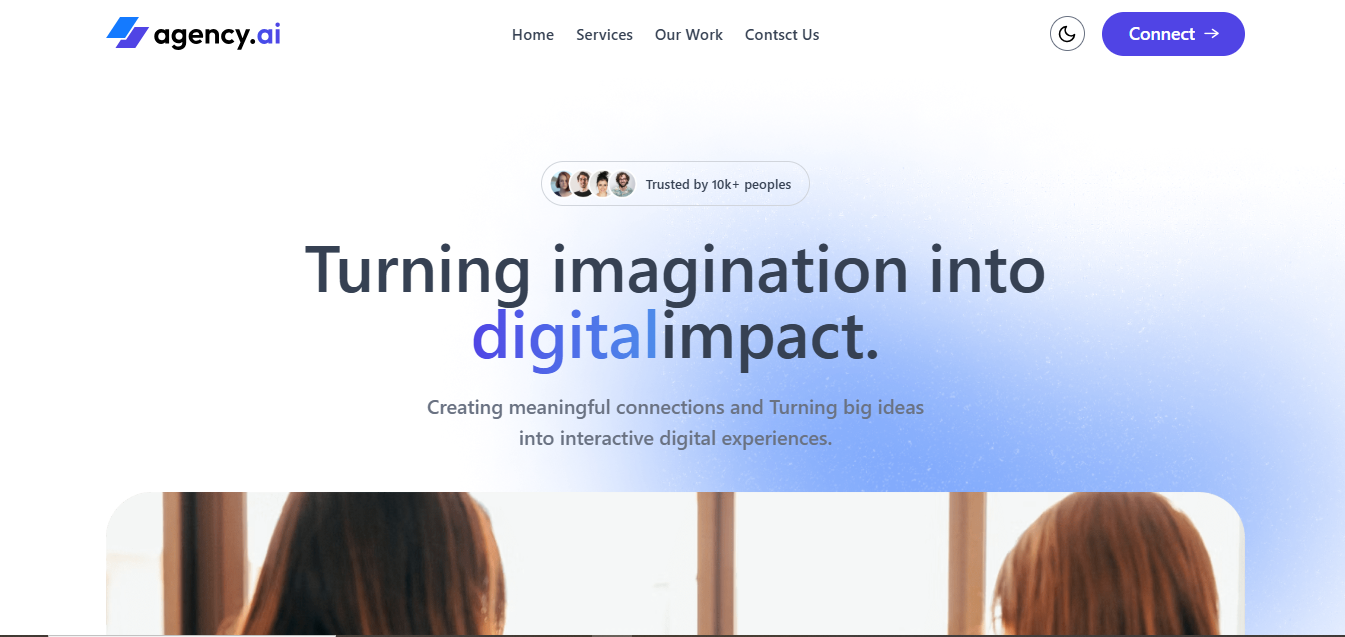 agency.ai
Home Services Our Work Contsct Us
Connect →
Trusted by 10k+ peoples
Turning imagination into
digitalimpact.
Creating meaningful connections and Turning big ideas
into interactive digital experiences.